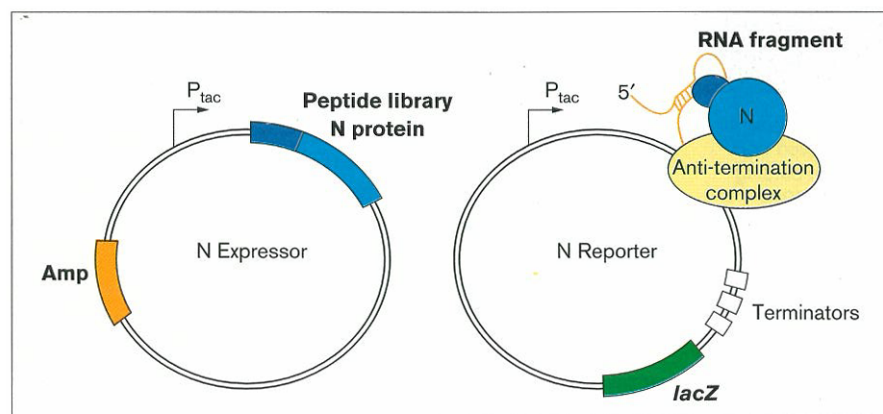 RNA fragment
P_tac
Peptide library
N protein
P_tac
5′
N
Anti-termination
complex
N Expressor
N Reporter
Amp
Terminators
lacZ